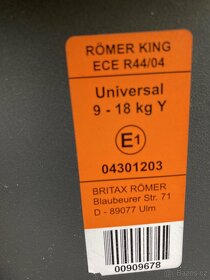 RÖMER KING
ECE R44/04
Universal
9 - 18 kg Y
E1
04301203
BRITAX RÖMER
Blaubeurer Str. 71
D - 89077 Ulm
00909678